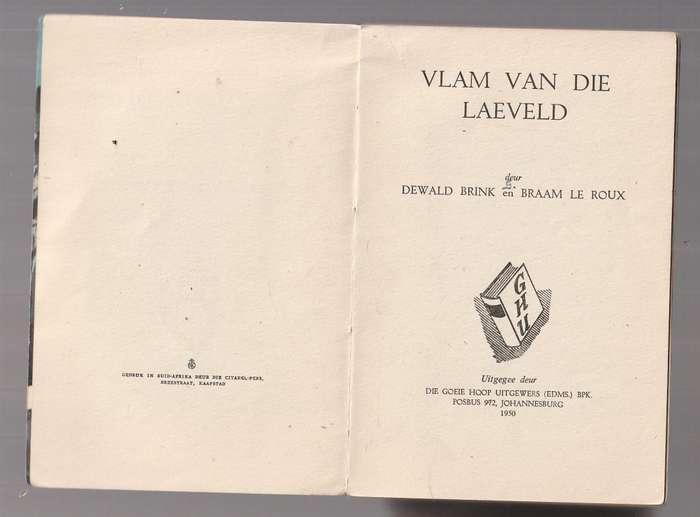 GEDRUK IN SUID-AFRIKA DEUR DIE CITADEL-PERS,
BREESTRAAT, KAAPSTAD
VLAM VAN DIE
LAEVELD
deur
DEWALD BRINK en BRAAM LE ROUX
GHU
Uitgegee deur
DIE GOEIE HOOP UITGEWERS (EDMS.) BPK.
POSBUS 972, JOHANNESBURG
1950